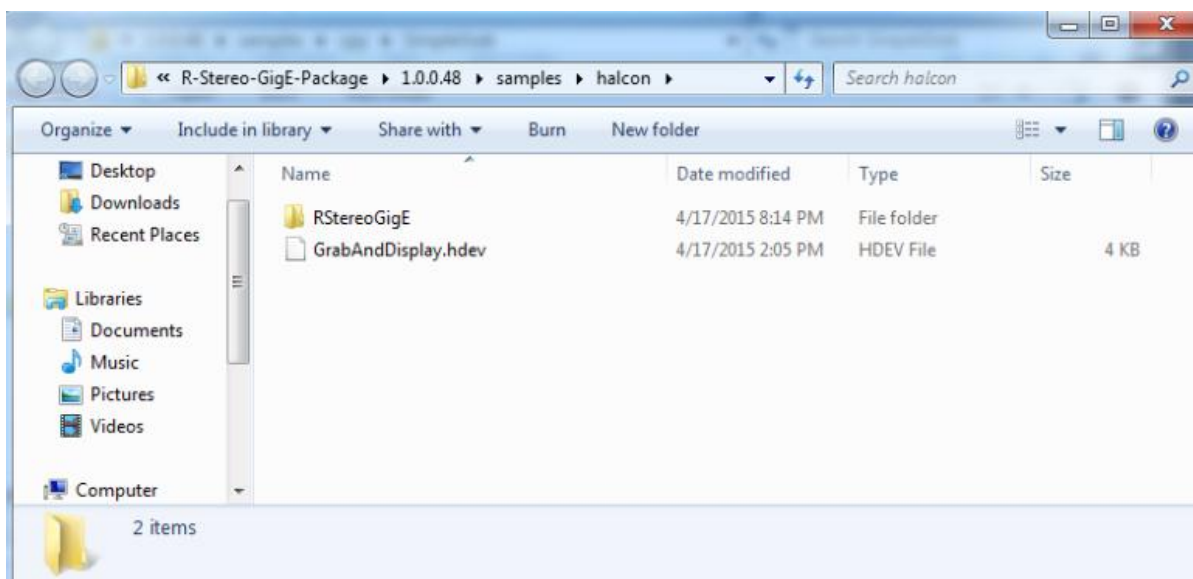 « R-Stereo-GigE-Package ▸ 1.0.0.48 ▸ samples ▸ halcon ▸ Search halcon
Organize Include in library Share with Burn New folder
Desktop
Downloads
Recent Places
Libraries
Documents
Music
Pictures
Videos
Computer
Name Date modified Type Size
RStereoGigE 4/17/2015 8:14 PM File folder
GrabAndDisplay.hdev 4/17/2015 2:05 PM HDEV File 4 KB
2 items